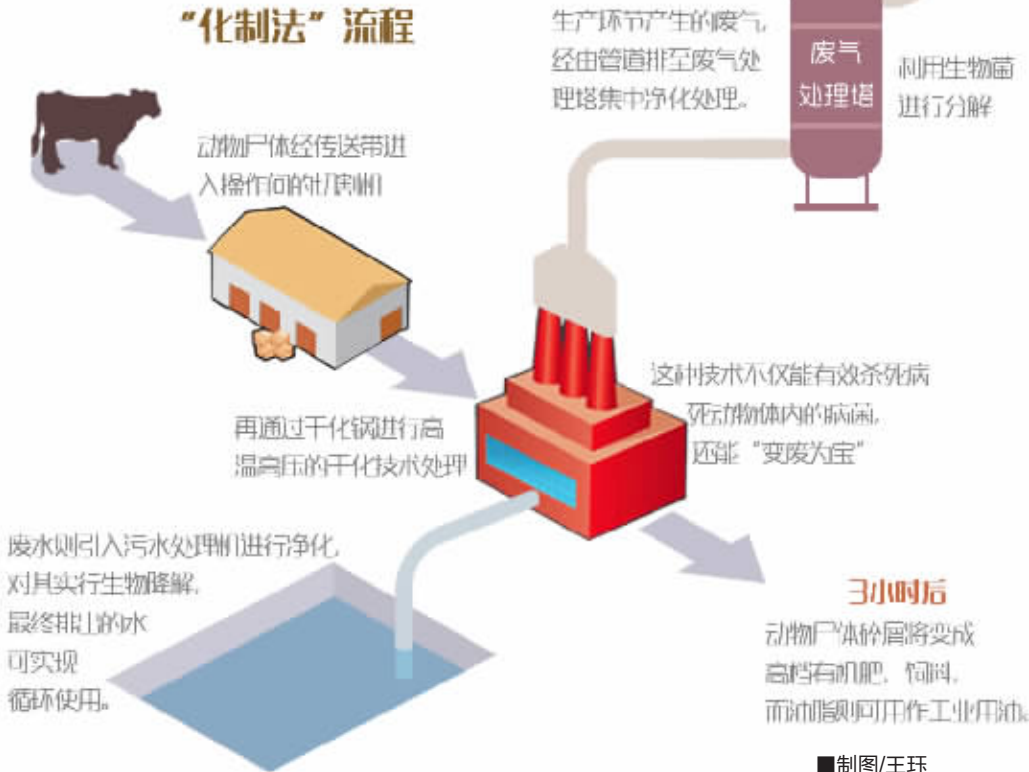 “化制法”流程
生产环节产生的废气，
经由管道排至废气处
理塔集中净化处理。
废气
处理塔
利用生物菌
进行分解
动物尸体经传送带进
入操作间的切割机
这种技术不仅能有效杀死病
死动物体内的病菌，
还能“变废为宝”
再通过干化锅进行高
温高压的干化技术处理
废水则引入污水处理机进行净化，
对其实行生物降解，
最终排出的水
可实现
循环使用。
3小时后
动物尸体碎屑将变成
高档有机肥、饲料，
而油脂则可用作工业用油。
■制图/王珏